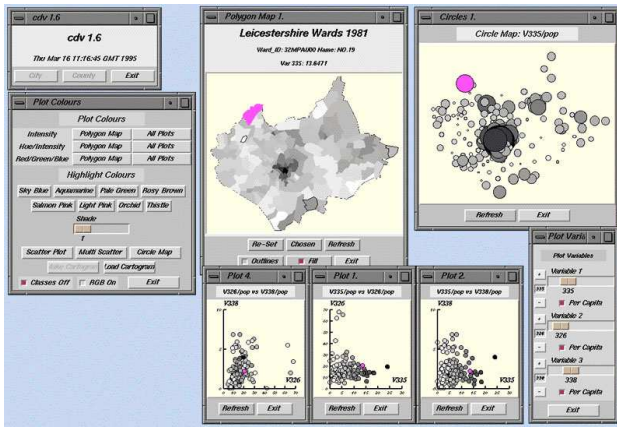 cdv 1.6
cdv 1.6
Thu Mar 16 11:16:45 GMT 1995
City County Exit
Plot Colours
Plot Colours
Intensity Polygon Map All Plots
Hue/Intensity Polygon Map All Plots
Red/Green/Blue Polygon Map All Plots
Highlight Colours
Sky Blue Aquamarine Pale Green Rosy Brown
Salmon Pink Light Pink Orchid Thistle
Shade
1
Scatter Plot Multi Scatter Circle Map
Make Cartogram Load Cartogram
Classes Off RGB On Exit
Polygon Map 1.
Leicestershire Wards 1981
Ward_ID: 32MPA000 Name: NO.19
Var 335: 13.6471
Re-Set Chosen Refresh
Outlines Fill Exit
Circles 1.
Circle Map: V335/pop
Refresh Exit
Plot 4.
V326/pop vs V338/pop
V338
V326
Refresh Exit
Plot 1.
V335/pop vs V326/pop
V326
V335
Refresh Exit
Plot 2.
V335/pop vs V338/pop
V338
V335
Refresh Exit
Plot Varia
Plot Variables
Variable 1
335
Per Capita
Variable 2
326
Per Capita
Variable 3
338
Per Capita
Exit